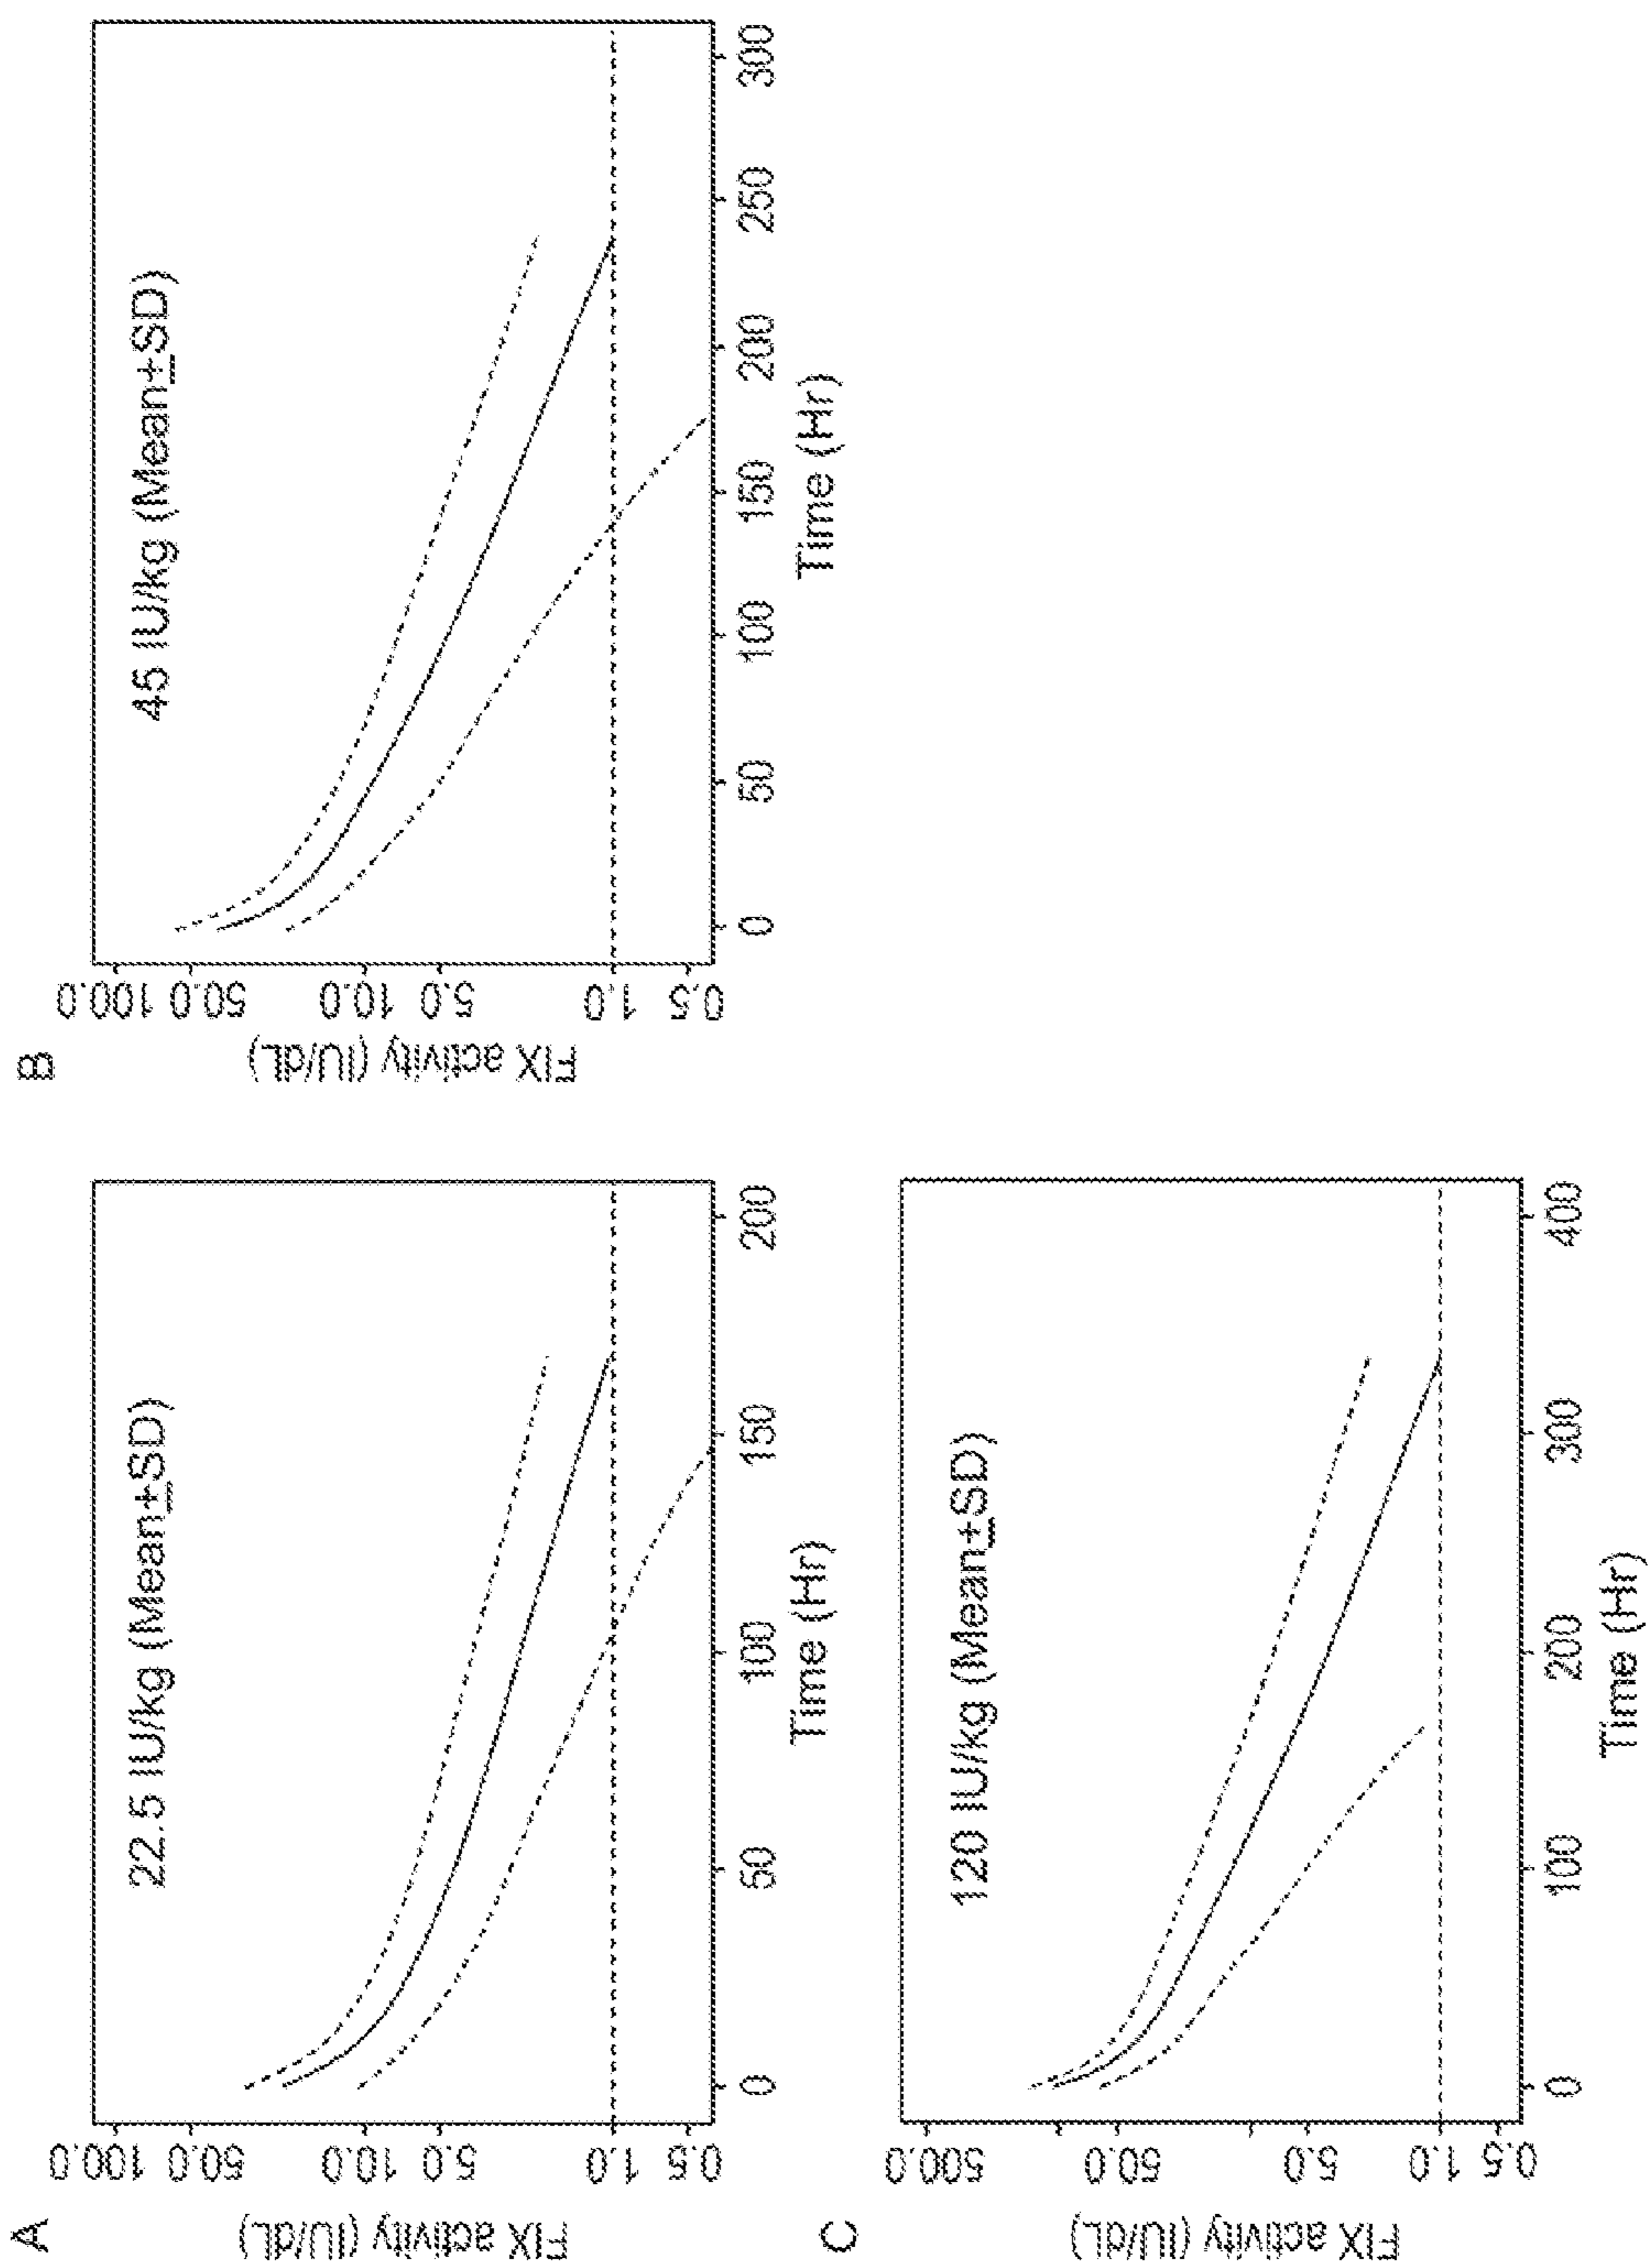 A
22.5 IU/kg (Mean±SD)
FIX activity (IU/dL)
100.0
50.0
10.0
5.0
1.0
0.5
0 50 100 150 200
Time (Hr)
B
45 IU/kg (Mean±SD)
FIX activity (IU/dL)
100.0
50.0
10.0
5.0
1.0
0.5
0 50 100 150 200 250 300
Time (Hr)
C
120 IU/kg (Mean±SD)
FIX activity (IU/dL)
500.0
50.0
5.0
1.0
0.5
0 100 200 300 400
Time (Hr)